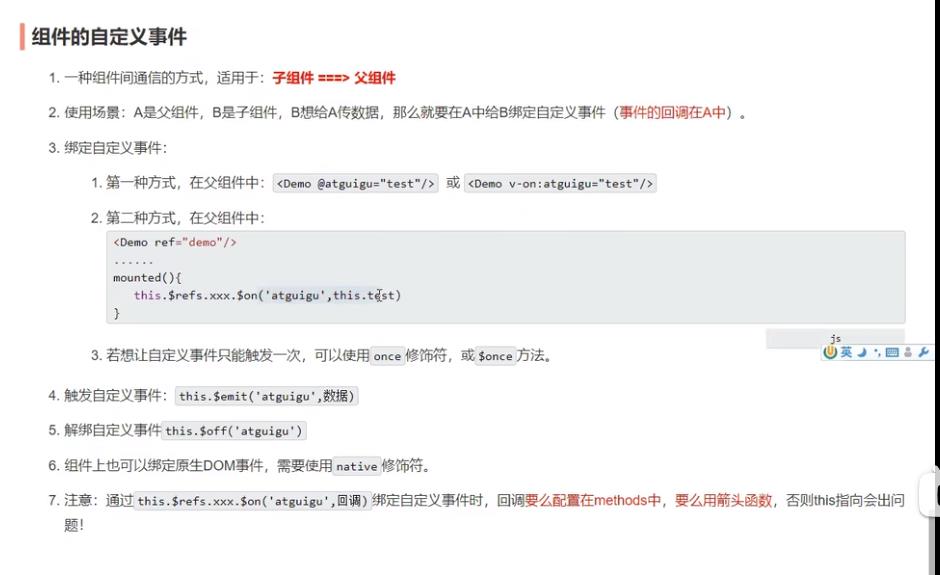 组件的自定义事件
1. 一种组件间通信的方式，适用于：子组件 ===> 父组件
2. 使用场景：A是父组件，B是子组件，B想给A传数据，那么就要在A中给B绑定自定义事件（事件的回调在A中）。
3. 绑定自定义事件：
1. 第一种方式，在父组件中：<Demo @atguigu="test"/> 或 <Demo v-on:atguigu="test"/>
2. 第二种方式，在父组件中：
<Demo ref="demo"/>
......
mounted(){
this.$refs.xxx.$on('atguigu',this.test)
}
js
英
3. 若想让自定义事件只能触发一次，可以使用once修饰符，或$once方法。
4. 触发自定义事件：this.$emit('atguigu',数据)
5. 解绑自定义事件this.$off('atguigu')
6. 组件上也可以绑定原生DOM事件，需要使用native修饰符。
7. 注意：通过this.$refs.xxx.$on('atguigu',回调)绑定自定义事件时，回调要么配置在methods中，要么用箭头函数，否则this指向会出问
题！